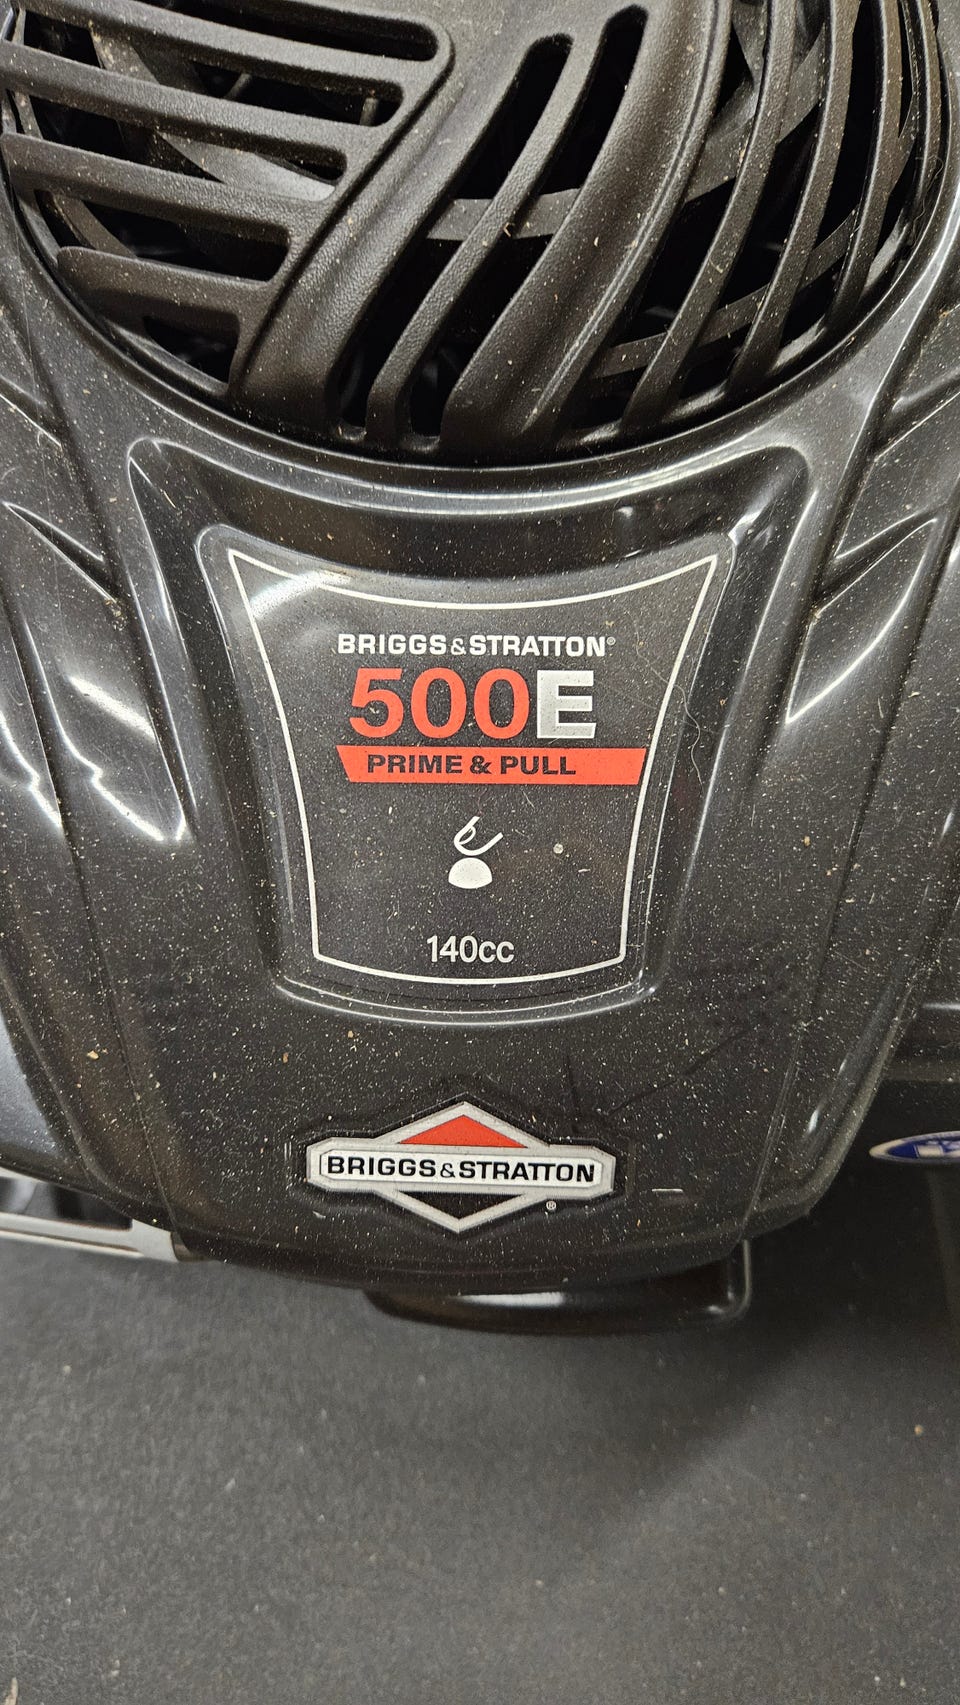 BRIGGS&STRATTON®
500E
PRIME & PULL
140cc
BRIGGS&STRATTON
®